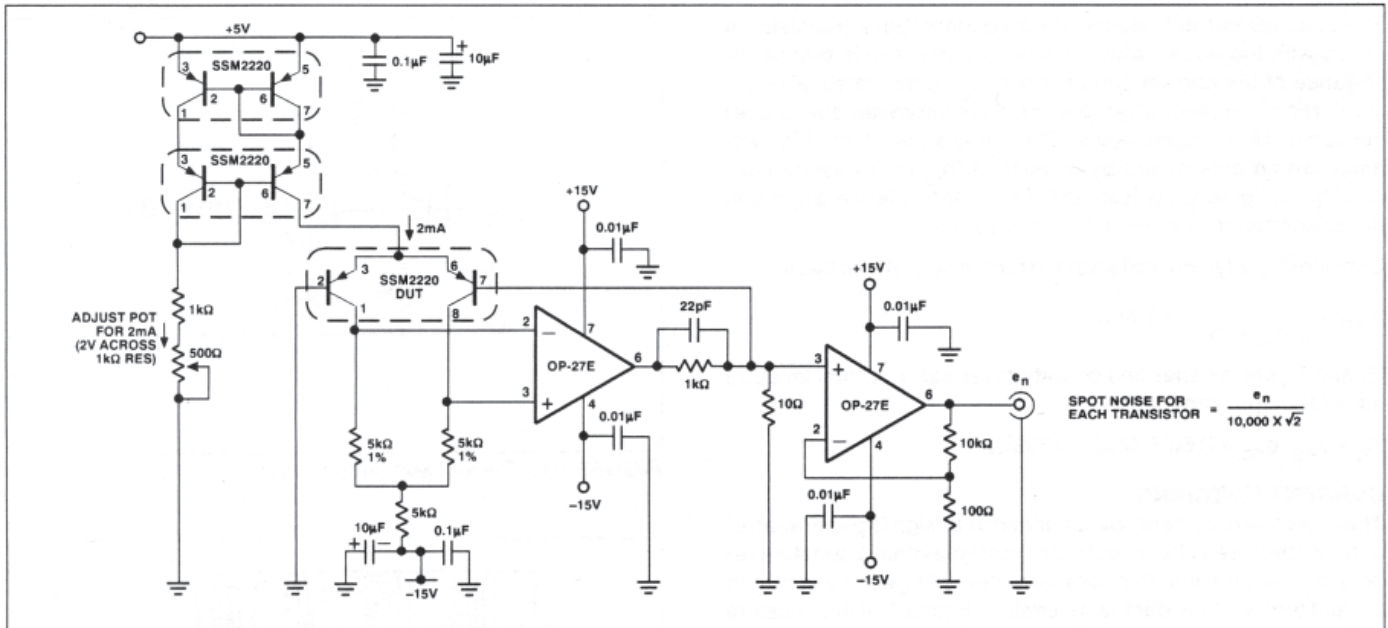 +5V
0.1µF
+
10µF
3
SSM2220
5
2
6
1
7
3
SSM2220
5
2
6
1
7
2mA
3
6
2
SSM2220
DUT
7
1
8
1kΩ
ADJUST POT
FOR 2mA
(2V ACROSS
1kΩ RES)
500Ω
5kΩ
1%
5kΩ
1%
5kΩ
10µF
+
−
0.1µF
−15V
+15V
0.01µF
2
−
7
OP-27E
6
3
+
4
0.01µF
−15V
22pF
1kΩ
10Ω
+15V
0.01µF
3
+
7
OP-27E
6
2
−
4
0.01µF
−15V
10kΩ
100Ω
en
SPOT NOISE FOR
EACH TRANSISTOR = en / 10,000 X √2